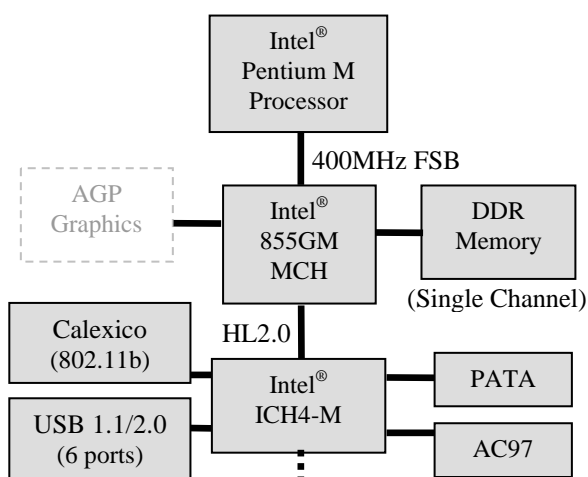 Intel®
Pentium M
Processor
400MHz FSB
AGP
Graphics
Intel®
855GM
MCH
DDR
Memory
(Single Channel)
HL2.0
Calexico
(802.11b)
Intel®
ICH4-M
PATA
USB 1.1/2.0
(6 ports)
AC97